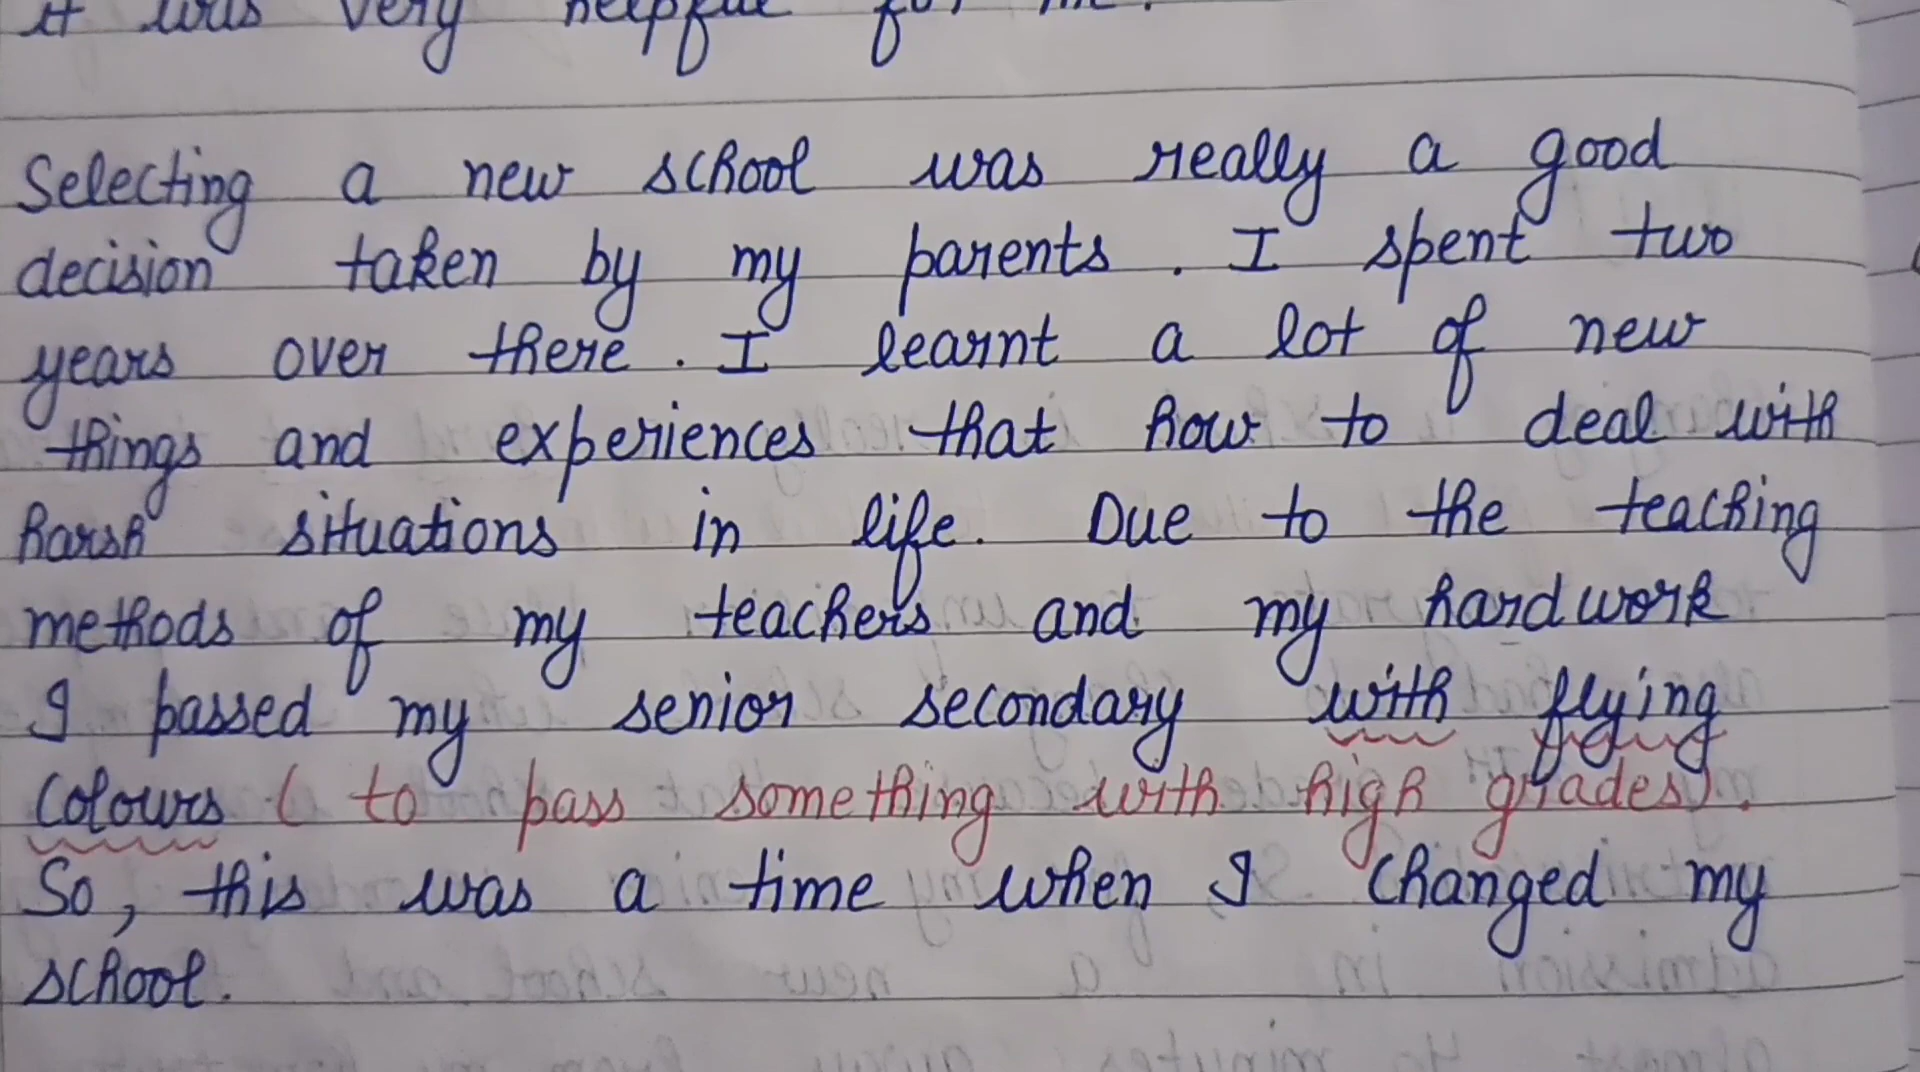 it was very helpful for me.
Selecting a new school was really a good
decision taken by my parents. I spent two
years over there. I learnt a lot of new
things and experiences that how to deal with
harsh situations in life. Due to the teaching
methods of my teachers and my hardwork
I passed my senior secondary with flying
colours ( to pass something with high grades).
So, this was a time when I changed my
school.